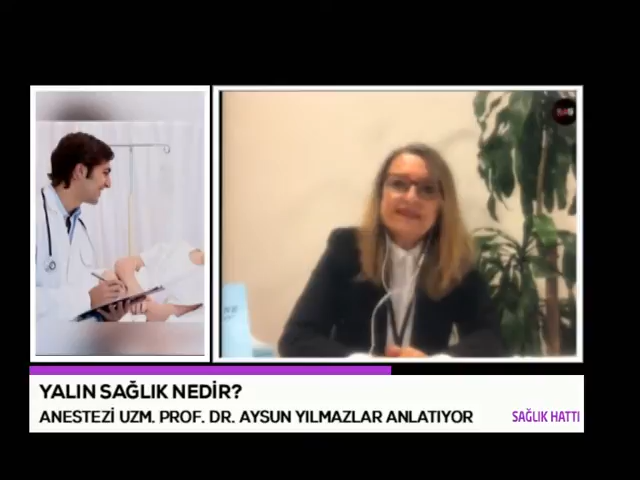 YALIN SAĞLIK NEDİR?
ANESTEZİ UZM. PROF. DR. AYSUN YILMAZLAR ANLATIYOR
SAĞLIK HATTI